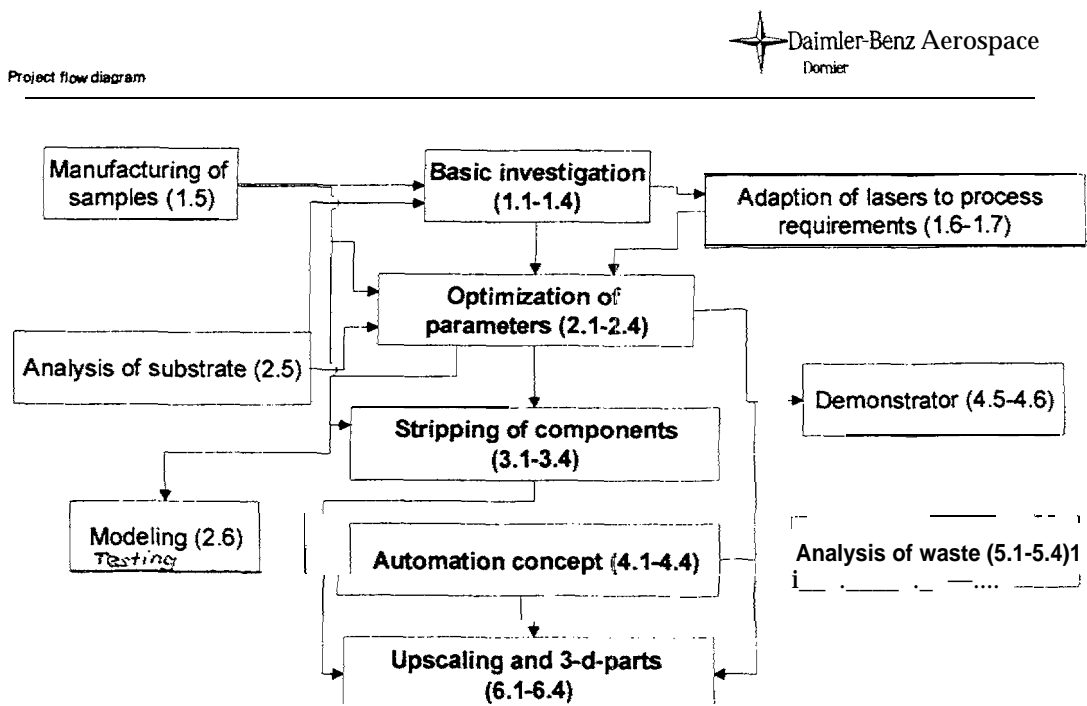 Daimler-Benz Aerospace
Dornier
Project flow diagram
Manufacturing of
samples (1.5)
Basic investigation
(1.1-1.4)
Adaption of lasers to process
requirements (1.6-1.7)
Optimization of
parameters (2.1-2.4)
Analysis of substrate (2.5)
Demonstrator (4.5-4.6)
Stripping of components
(3.1-3.4)
Modeling (2.6)
Testing
Automation concept (4.1-4.4)
Analysis of waste (5.1-5.4)1
Upscaling and 3-d-parts
(6.1-6.4)